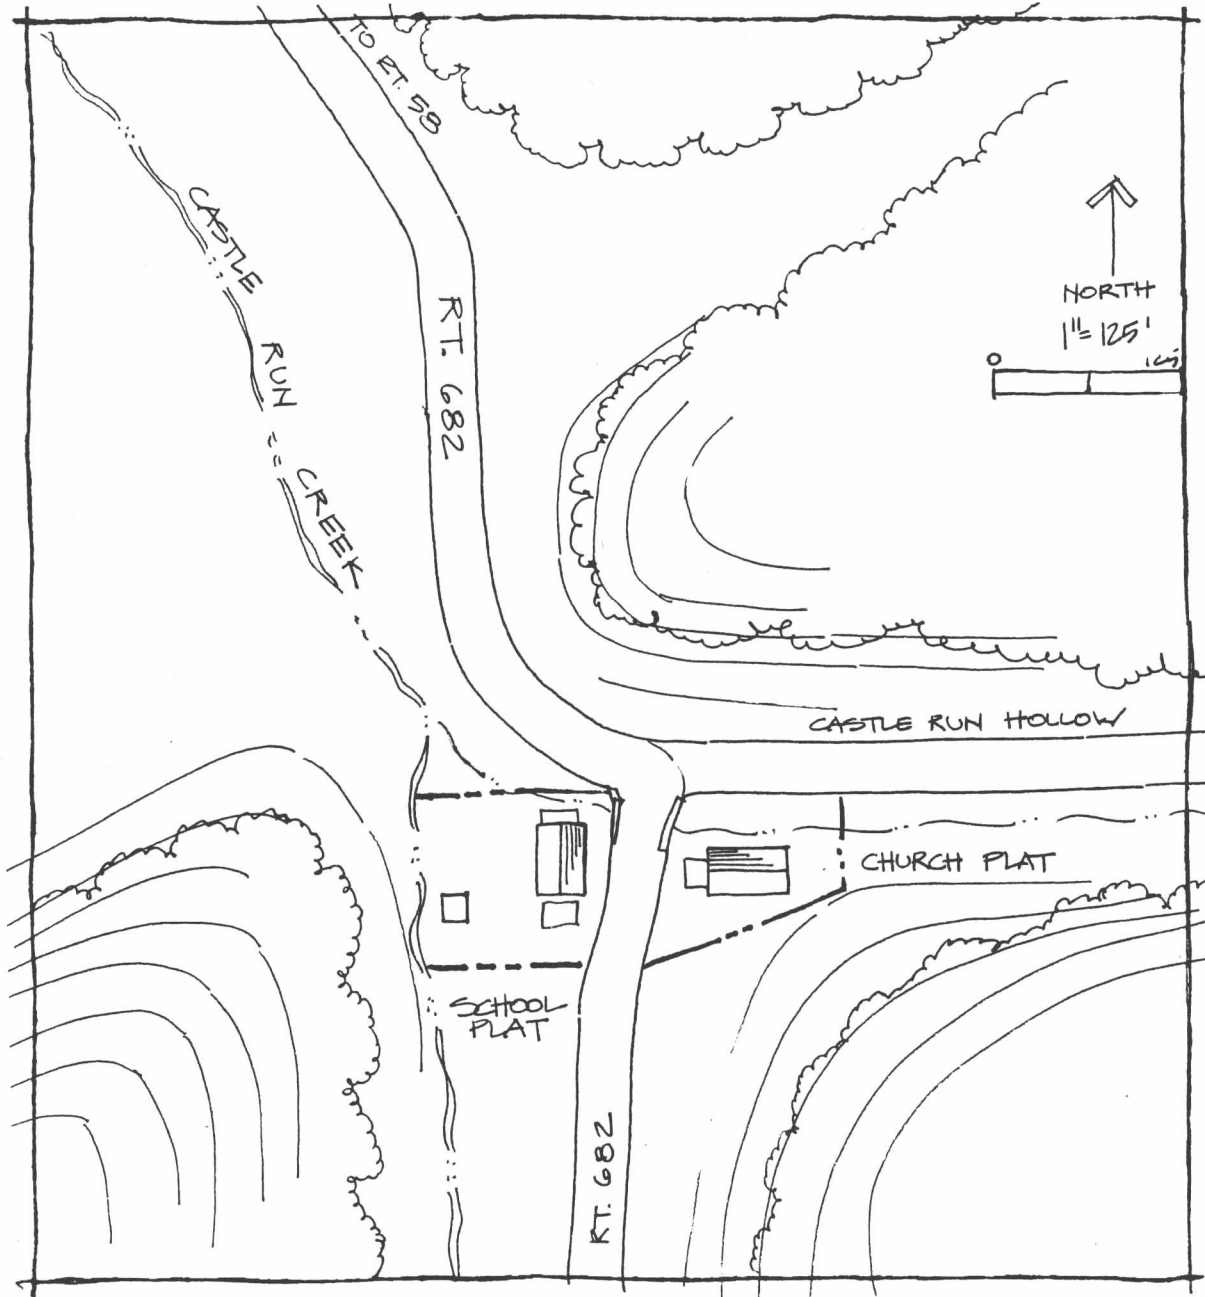 TO RT. 58
CASTLE
RUN
CREEK
RT. 682
NORTH
1"= 125'
0
CASTLE RUN HOLLOW
CHURCH PLAT
SCHOOL
PLAT
RT. 682